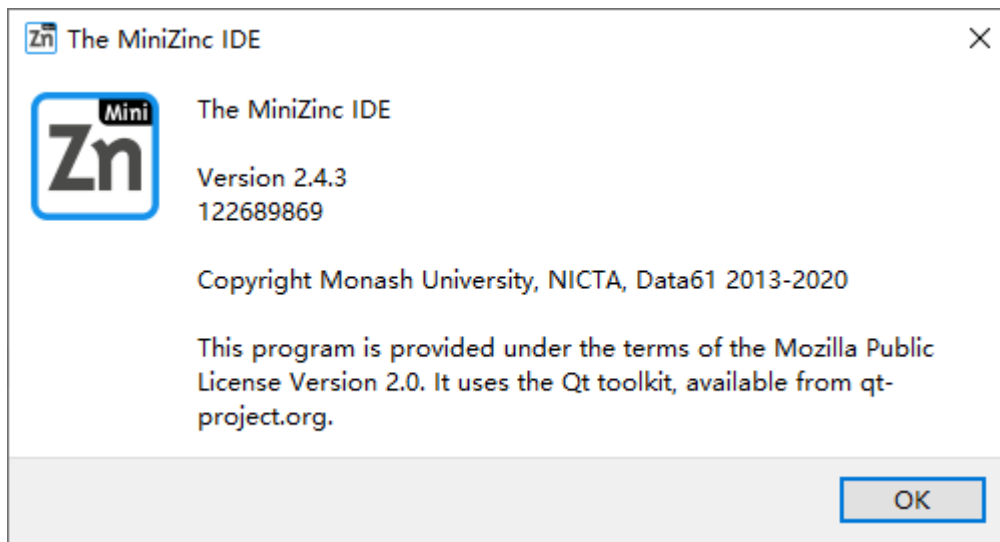 Zn Mini The MiniZinc IDE
Mini
Zn
The MiniZinc IDE
Version 2.4.3
122689869
Copyright Monash University, NICTA, Data61 2013-2020
This program is provided under the terms of the Mozilla Public
License Version 2.0. It uses the Qt toolkit, available from qt-
project.org.
OK